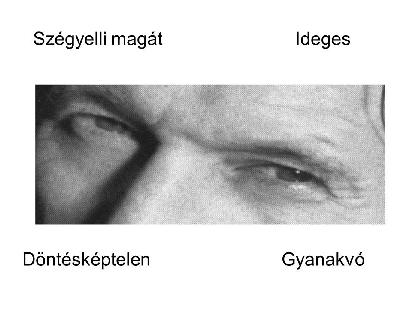 Szégyelli magát
Ideges
Döntésképtelen
Gyanakvó